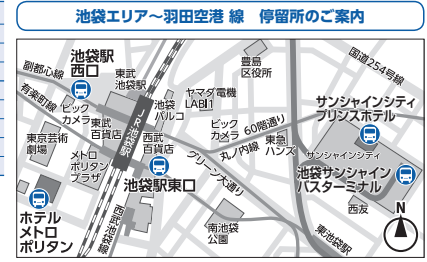 池袋エリア～羽田空港 線　停留所のご案内
池袋駅
西口
副都心線
有楽町線
東武
池袋駅
豊島
区役所
国道254号線
ビック
カメラ
東武
百貨店
JR池袋駅
池袋
パルコ
ヤマダ電機
LABI1
サンシャインシティ
プリンスホテル
東京芸術
劇場
メトロ
ポリタン
プラザ
西武
百貨店
ビック
カメラ
60階通り
丸ノ内線
東急
ハンズ
サンシャインシティ
池袋サンシャイン
バスターミナル
池袋駅東口
グリーン大通り
西友
ホテル
メトロ
ポリタン
西武池袋線
南池袋
公園
東池袋駅
N